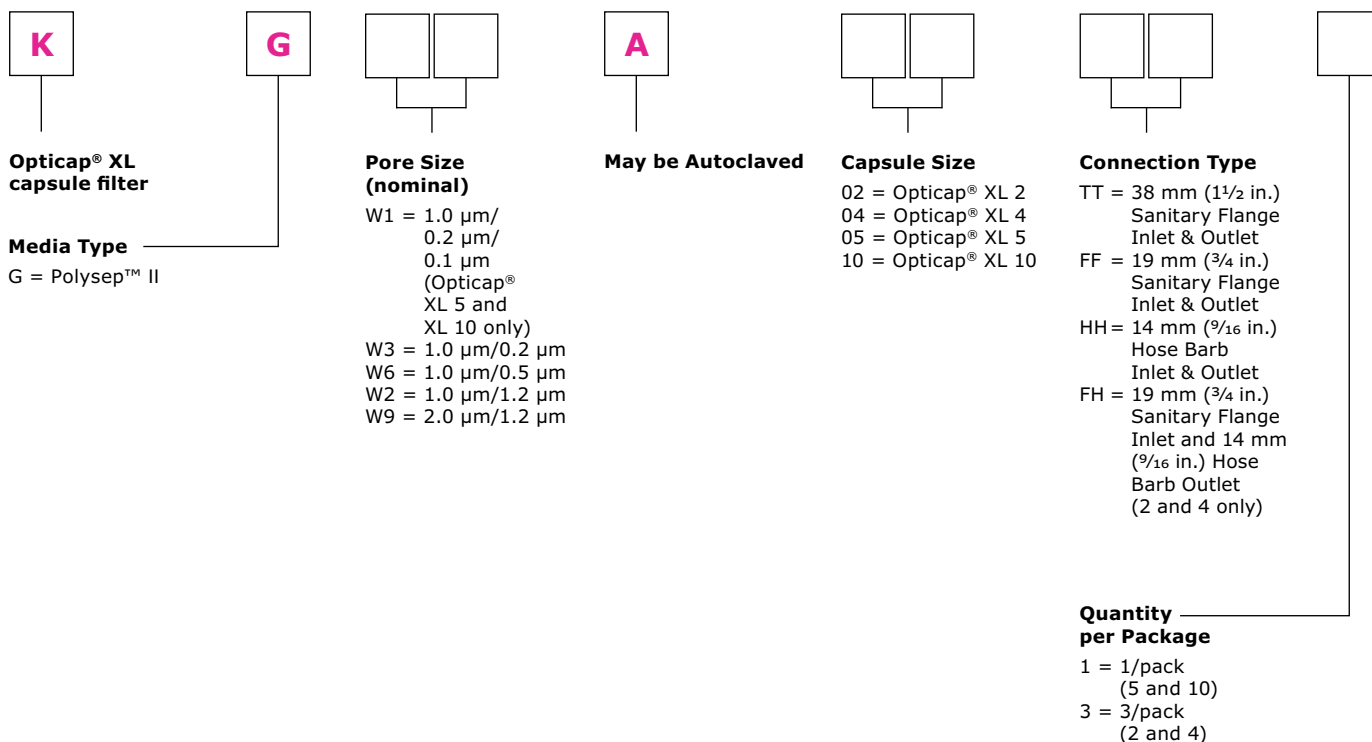 K
G
A
Opticap® XL
capsule filter
Media Type
G = Polysep™ II
Pore Size
(nominal)
W1 = 1.0 µm/
0.2 µm/
0.1 µm
(Opticap®
XL 5 and
XL 10 only)
W3 = 1.0 µm/0.2 µm
W6 = 1.0 µm/0.5 µm
W2 = 1.0 µm/1.2 µm
W9 = 2.0 µm/1.2 µm
May be Autoclaved
Capsule Size
02 = Opticap® XL 2
04 = Opticap® XL 4
05 = Opticap® XL 5
10 = Opticap® XL 10
Connection Type
TT = 38 mm (1½ in.)
Sanitary Flange
Inlet & Outlet
FF = 19 mm (¾ in.)
Sanitary Flange
Inlet & Outlet
HH = 14 mm (⁹⁄₁₆ in.)
Hose Barb
Inlet & Outlet
FH = 19 mm (¾ in.)
Sanitary Flange
Inlet and 14 mm
(⁹⁄₁₆ in.) Hose
Barb Outlet
(2 and 4 only)
Quantity
per Package
1 = 1/pack
(5 and 10)
3 = 3/pack
(2 and 4)